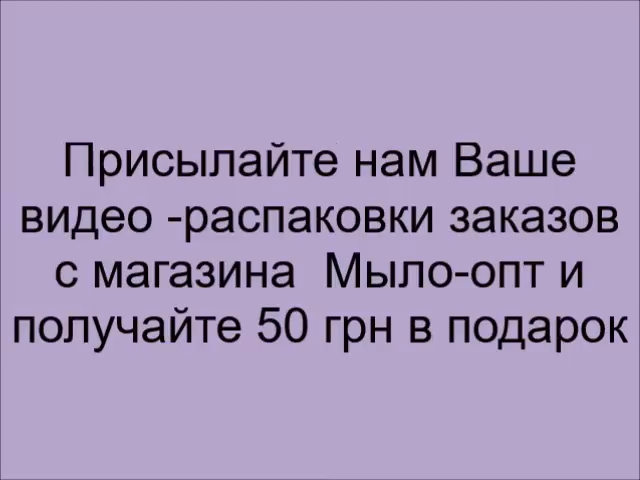 Присылайте нам Ваше
видео -распаковки заказов
с магазина  Мыло-опт и
получайте 50 грн в подарок